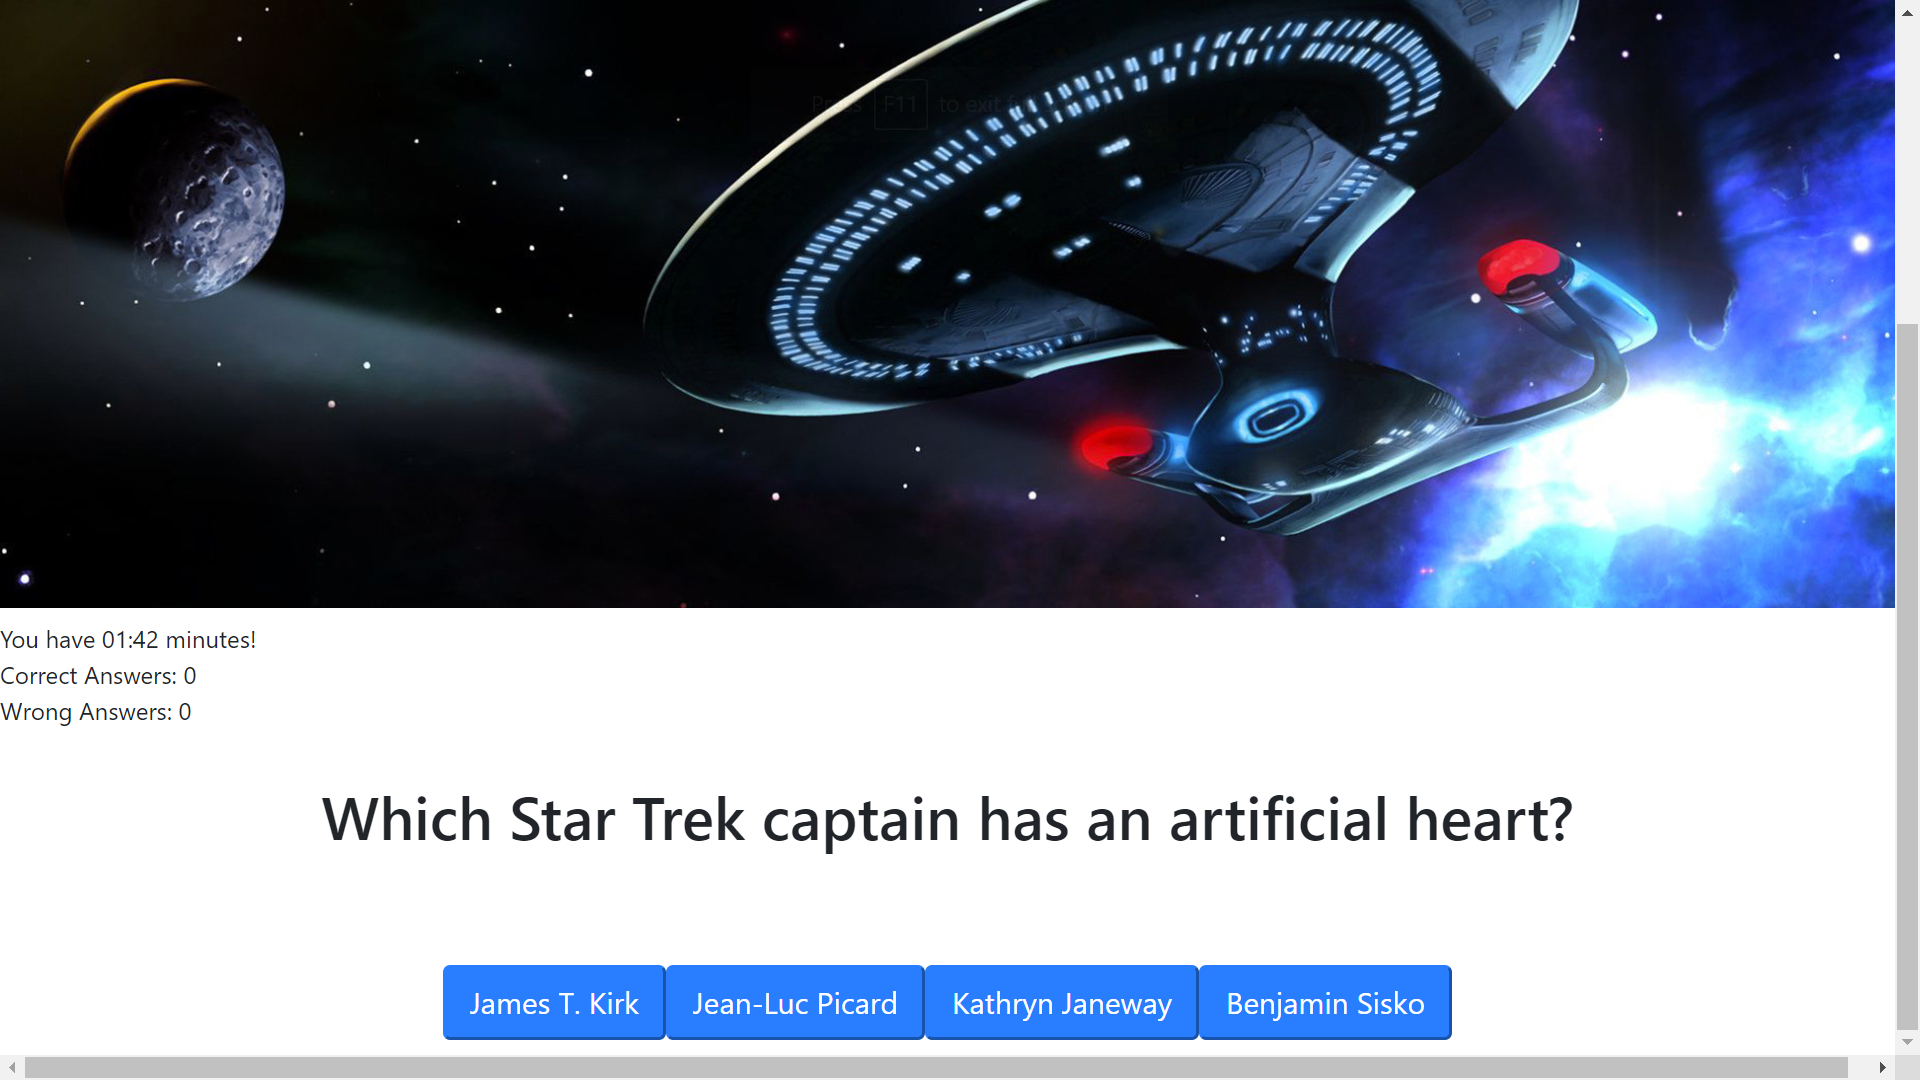 Press F11 to exit fu
You have 01:42 minutes!
Correct Answers: 0
Wrong Answers: 0
Which Star Trek captain has an artificial heart?
James T. Kirk
Jean-Luc Picard
Kathryn Janeway
Benjamin Sisko